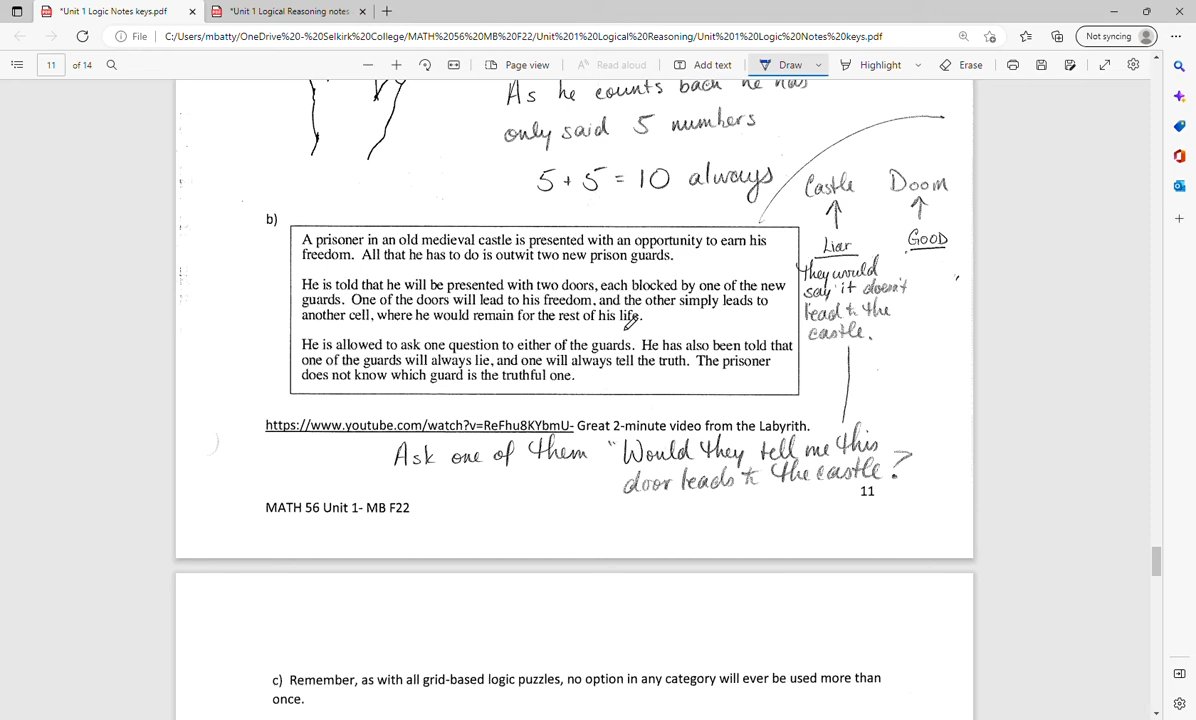 *Unit 1 Logic Notes keys.pdf
*Unit 1 Logical Reasoning notes
File
C:/Users/mbatty/OneDrive%20-%20Selkirk%20College/MATH%2056%20MB%20F22/Unit%201%20Logical%20Reasoning/Unit%201%20Logic%20Notes%20keys.pdf
Not syncing
11 of 14
Page view
Read aloud
Add text
Draw
Highlight
Erase
As he counts back he has
only said 5 numbers
5 + 5 = 10 always
Castle Doom
Liar GOOD
they would
say it doesn't
lead to the
castle.
b)
A prisoner in an old medieval castle is presented with an opportunity to earn his
freedom. All that he has to do is outwit two new prison guards.
He is told that he will be presented with two doors, each blocked by one of the new
guards. One of the doors will lead to his freedom, and the other simply leads to
another cell, where he would remain for the rest of his life.
He is allowed to ask one question to either of the guards. He has also been told that
one of the guards will always lie, and one will always tell the truth. The prisoner
does not know which guard is the truthful one.
https://www.youtube.com/watch?v=ReFhu8KYbmU- Great 2-minute video from the Labyrith.
Ask one of them "Would they tell me this
door leads to the castle?
11
MATH 56 Unit 1- MB F22
c) Remember, as with all grid-based logic puzzles, no option in any category will ever be used more than
once.